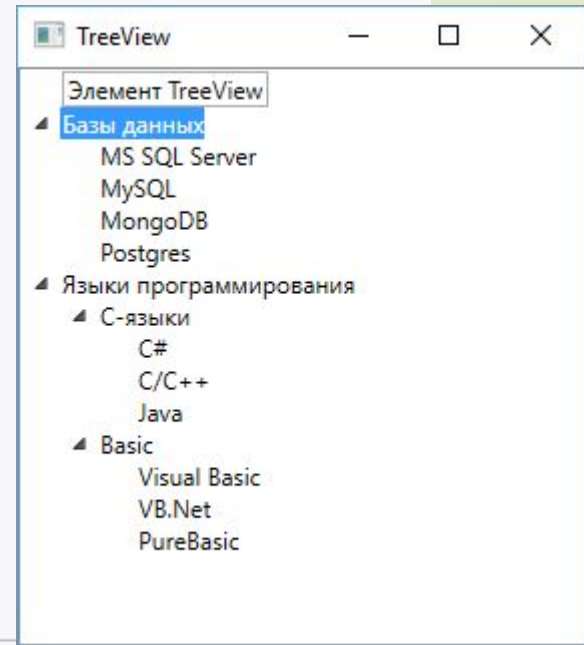 TreeView
Элемент TreeView
Базы данных
MS SQL Server
MySQL
MongoDB
Postgres
Языки программирования
С-языки
C#
C/C++
Java
Basic
Visual Basic
VB.Net
PureBasic